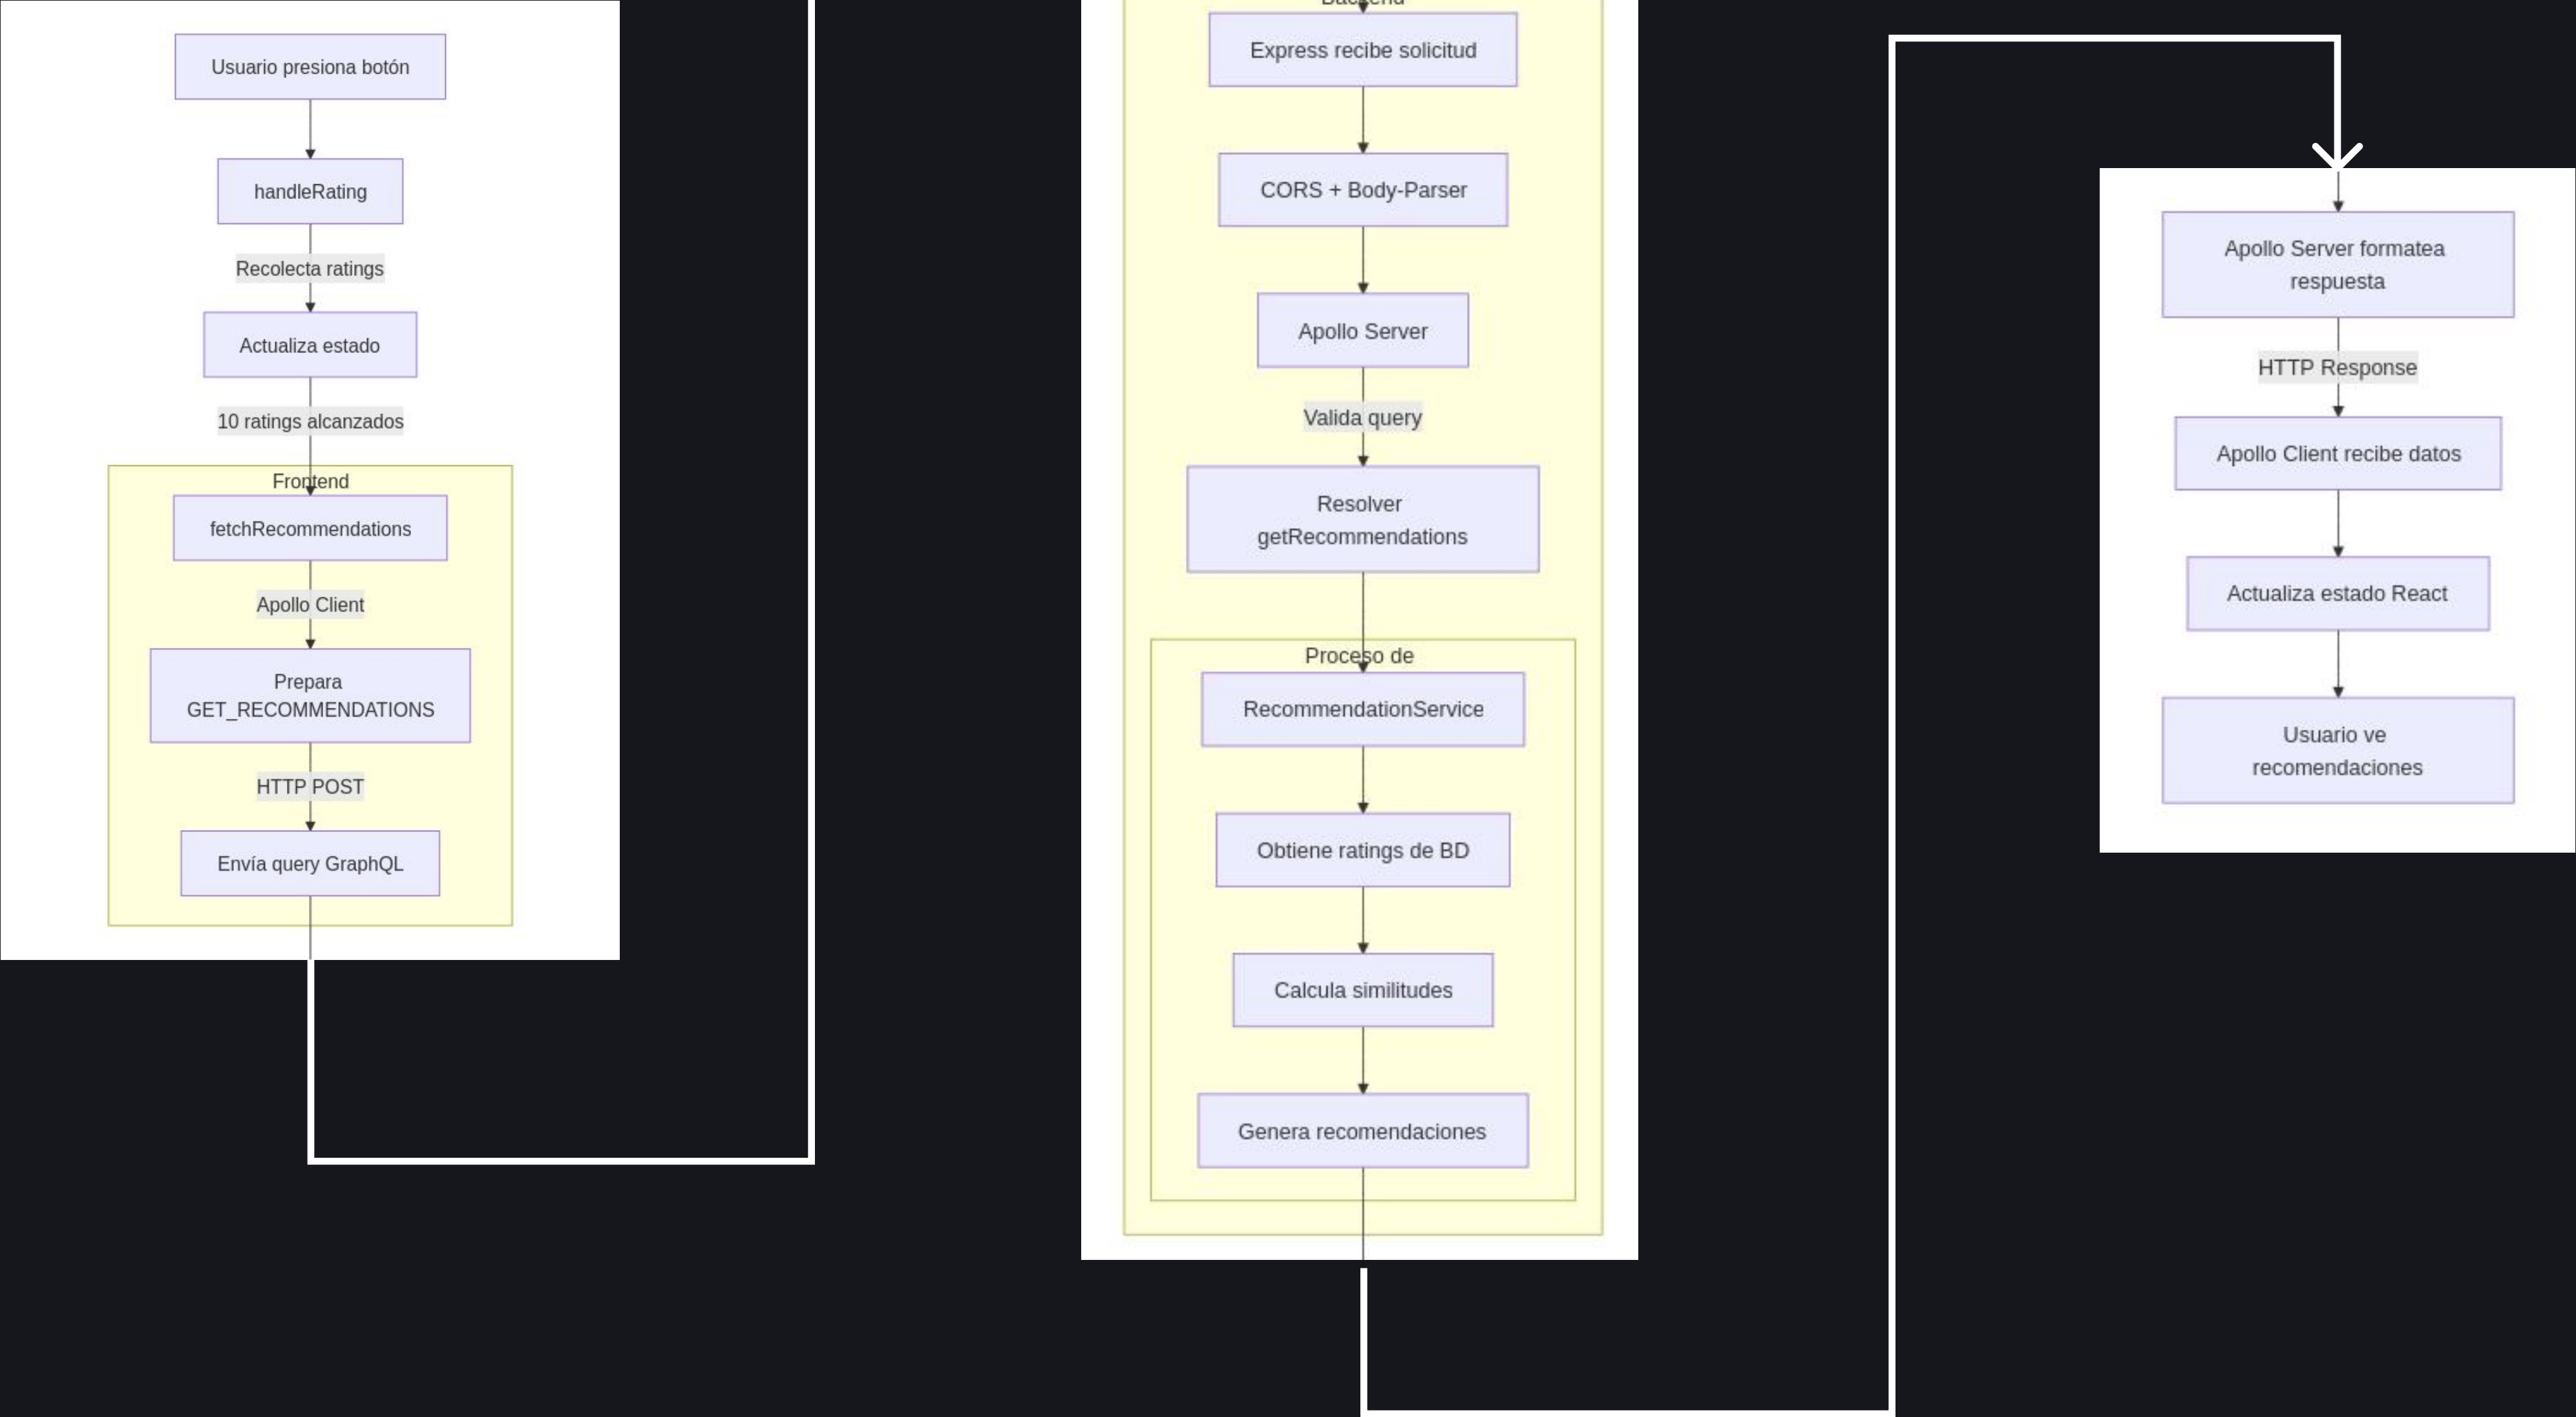 Usuario presiona botón
handleRating
Recolecta ratings
Actualiza estado
10 ratings alcanzados
Frontend
fetchRecommendations
Apollo Client
Prepara
GET_RECOMMENDATIONS
HTTP POST
Envía query GraphQL
Backend
Express recibe solicitud
CORS + Body-Parser
Apollo Server
Valida query
Resolver
getRecommendations
Proceso de
RecommendationService
Obtiene ratings de BD
Calcula similitudes
Genera recomendaciones
Apollo Server formatea
respuesta
HTTP Response
Apollo Client recibe datos
Actualiza estado React
Usuario ve
recomendaciones